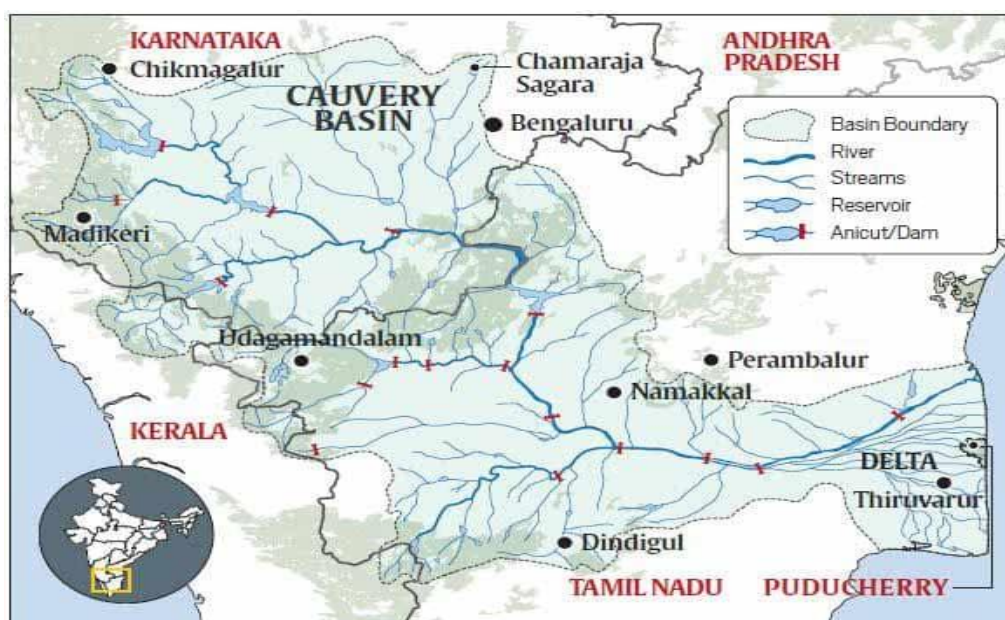 KARNATAKA
Chikmagalur
CAUVERY
BASIN
Chamaraja
Sagara
Bengaluru
ANDHRA
PRADESH
Basin Boundary
River
Streams
Reservoir
Anicut/Dam
Madikeri
Udagamandalam
Perambalur
Namakkal
KERALA
DELTA
Thiruvarur
Dindigul
TAMIL NADU
PUDUCHERRY